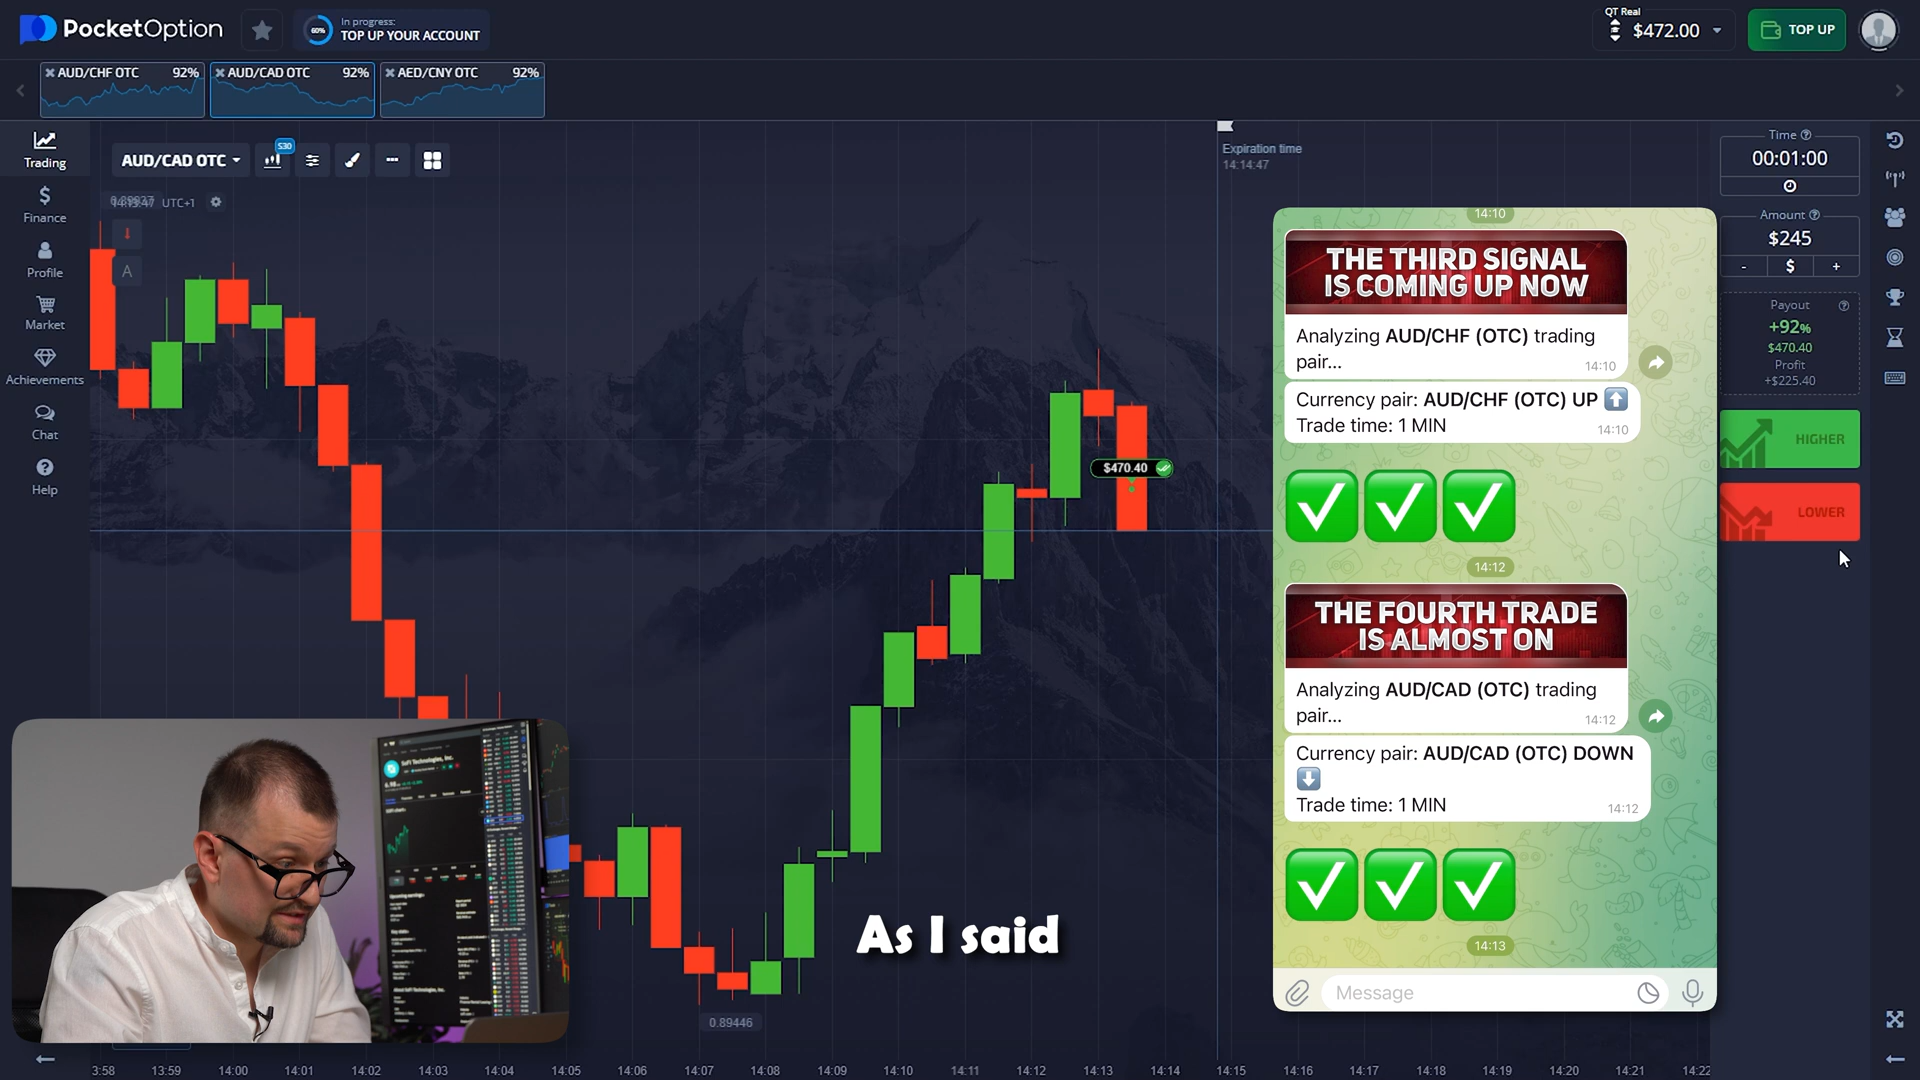 PocketOption
60%
In progress:
TOP UP YOUR ACCOUNT
QT Real
$472.00
TOP UP
AUD/CHF OTC 92%
AUD/CAD OTC 92%
AED/CNY OTC 92%
Trading
Finance
Profile
Market
Achievements
Chat
Help
AUD/CAD OTC
S30
UTC+1
A
Expiration time
14:14:47
$470.40
0.89446
Time
00:01:00
Amount
$245
- $ +
Payout
+92%
$470.40
Profit
+$225.40
HIGHER
LOWER
14:10
THE THIRD SIGNAL
IS COMING UP NOW
Analyzing AUD/CHF (OTC) trading
pair...
14:10
Currency pair: AUD/CHF (OTC) UP
Trade time: 1 MIN
14:10
14:12
THE FOURTH TRADE
IS ALMOST ON
Analyzing AUD/CAD (OTC) trading
pair...
14:12
Currency pair: AUD/CAD (OTC) DOWN
Trade time: 1 MIN
14:12
14:13
Message
SoFi Technologies, Inc.
As I said
3:58 13:59 14:00 14:01 14:02 14:03 14:04 14:05 14:06 14:07 14:08 14:09 14:10 14:11 14:12 14:13 14:14 14:15 14:16 14:17 14:18 14:19 14:20 14:21 14:22